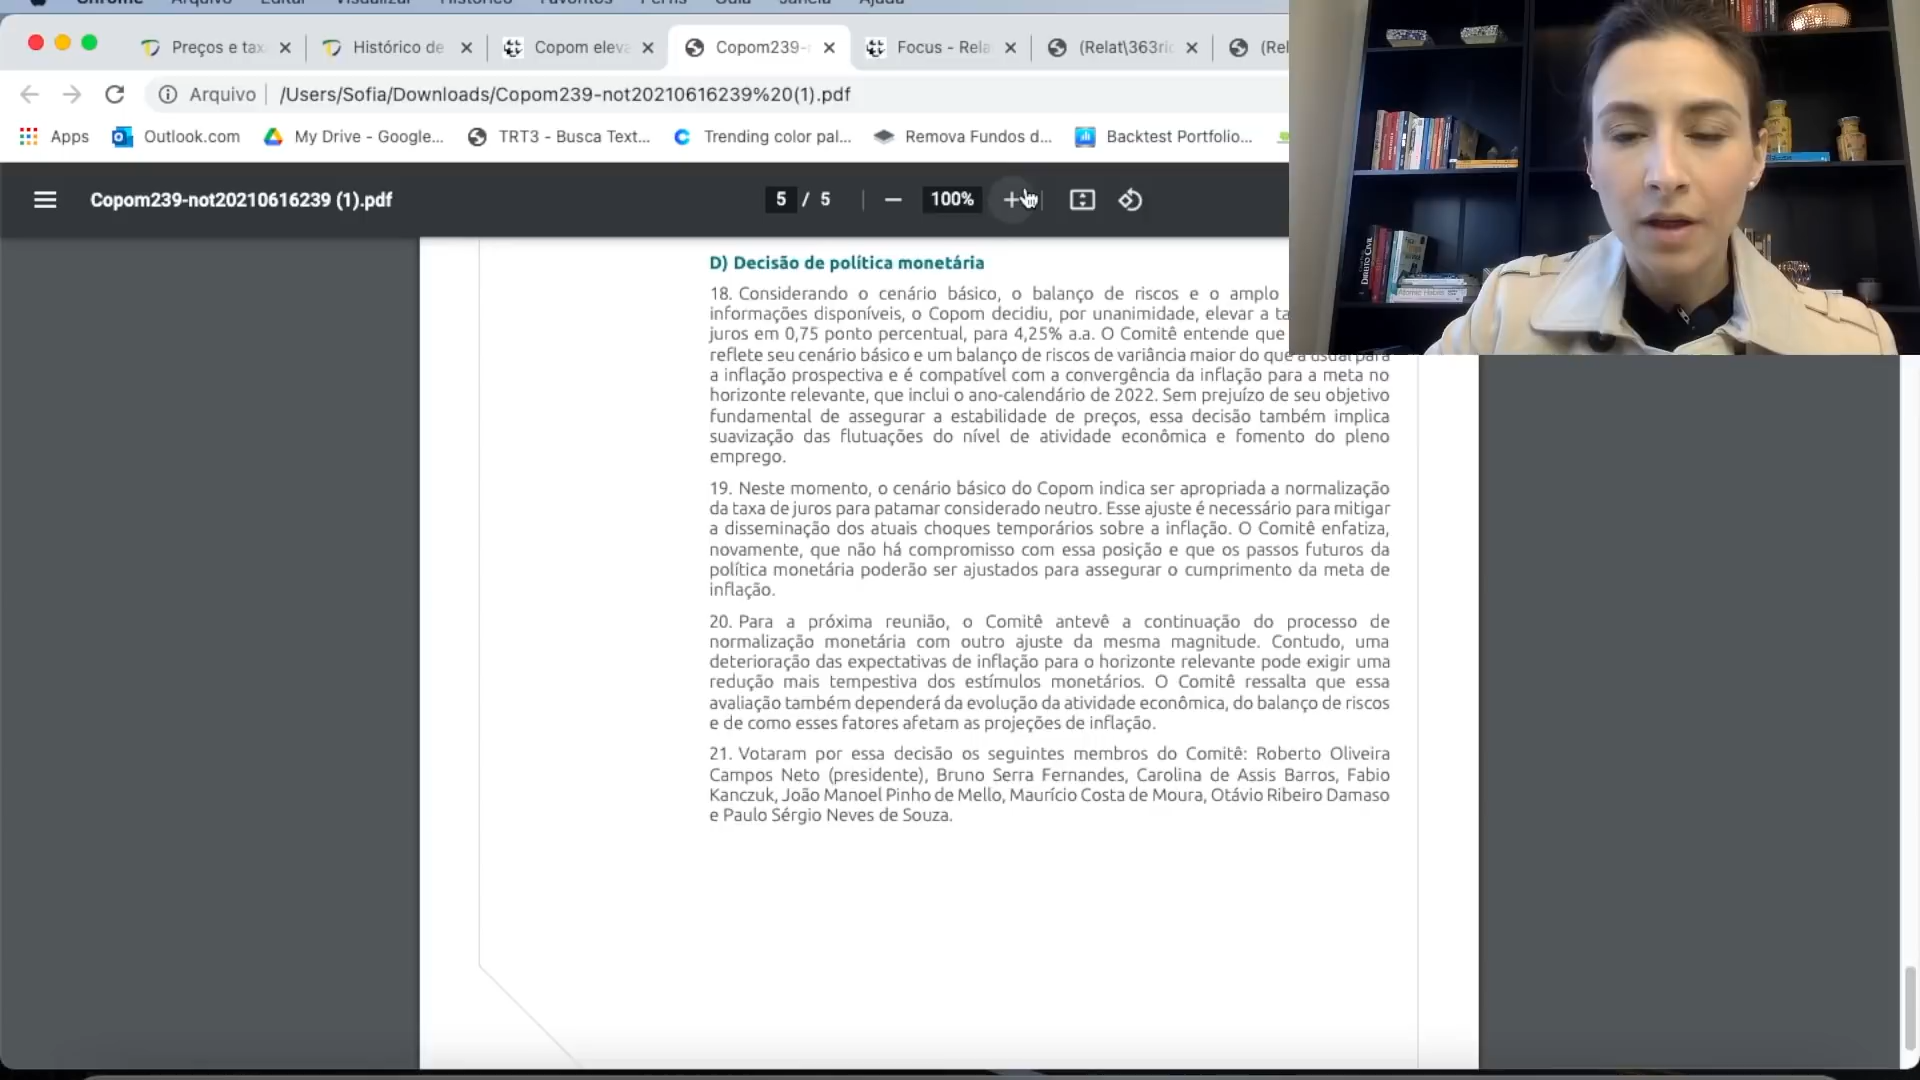 Preços e tax
Histórico de
Copom eleva
Copom239-
Focus - Rela
(Relat\363ric
(Rel
Arquivo
/Users/Sofia/Downloads/Copom239-not20210616239%20(1).pdf
Apps
Outlook.com
My Drive - Google...
TRT3 - Busca Text...
Trending color pal...
Remova Fundos d...
Backtest Portfolio...
Copom239-not20210616239 (1).pdf
5 / 5
100%
D) Decisão de política monetária
18. Considerando o cenário básico, o balanço de riscos e o amplo
informações disponíveis, o Copom decidiu, por unanimidade, elevar a ta
juros em 0,75 ponto percentual, para 4,25% a.a. O Comitê entende que
reflete seu cenário básico e um balanço de riscos de variância maior do que a usual para
a inflação prospectiva e é compatível com a convergência da inflação para a meta no
horizonte relevante, que inclui o ano-calendário de 2022. Sem prejuízo de seu objetivo
fundamental de assegurar a estabilidade de preços, essa decisão também implica
suavização das flutuações do nível de atividade econômica e fomento do pleno
emprego.
19. Neste momento, o cenário básico do Copom indica ser apropriada a normalização
da taxa de juros para patamar considerado neutro. Esse ajuste é necessário para mitigar
a disseminação dos atuais choques temporários sobre a inflação. O Comitê enfatiza,
novamente, que não há compromisso com essa posição e que os passos futuros da
política monetária poderão ser ajustados para assegurar o cumprimento da meta de
inflação.
20. Para a próxima reunião, o Comitê antevê a continuação do processo de
normalização monetária com outro ajuste da mesma magnitude. Contudo, uma
deterioração das expectativas de inflação para o horizonte relevante pode exigir uma
redução mais tempestiva dos estímulos monetários. O Comitê ressalta que essa
avaliação também dependerá da evolução da atividade econômica, do balanço de riscos
e de como esses fatores afetam as projeções de inflação.
21. Votaram por essa decisão os seguintes membros do Comitê: Roberto Oliveira
Campos Neto (presidente), Bruno Serra Fernandes, Carolina de Assis Barros, Fabio
Kanczuk, João Manoel Pinho de Mello, Maurício Costa de Moura, Otávio Ribeiro Damaso
e Paulo Sérgio Neves de Souza.
DIREITO CIVIL